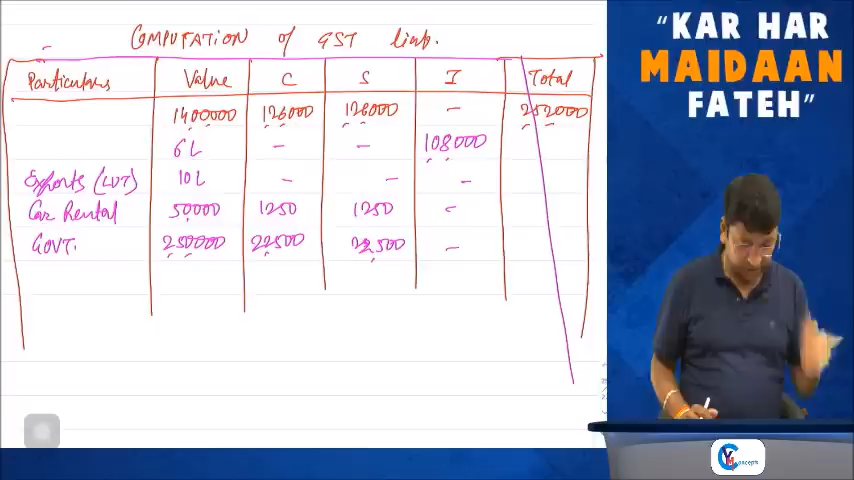 COMPUTATION of GST liab.
Particulars Value C S I Total
1400000 126000 126000 - 252000
6L - - 108000
Exports (LUT) 10L - - -
Car Rental 50000 1250 1250 -
GOVT. 250000 22500 22500 -
"KAR HAR
MAIDAAN
FATEH"